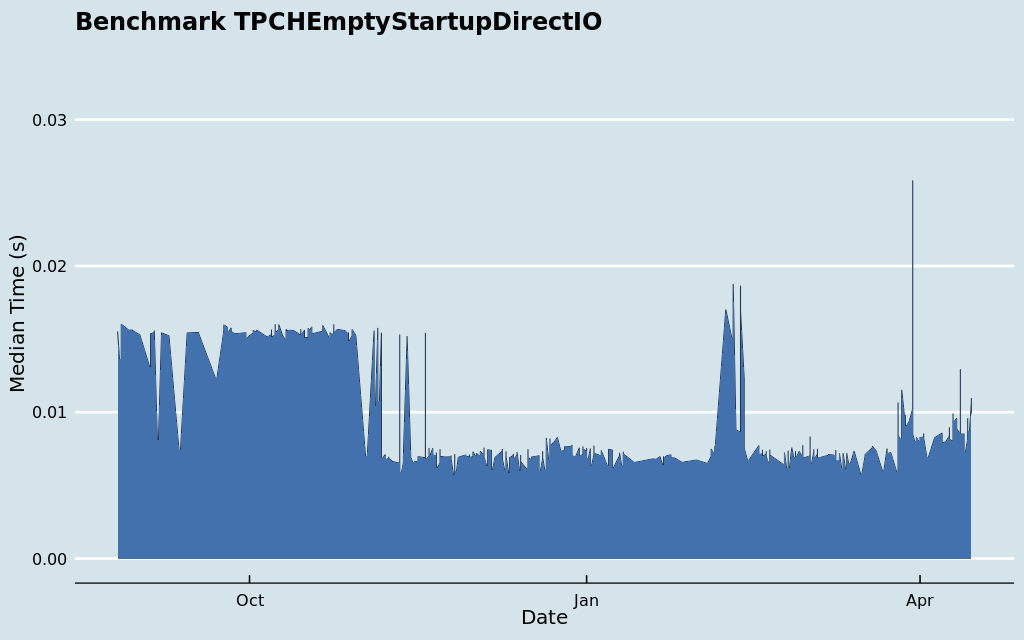 Benchmark TPCHEmptyStartupDirectIO
0.03
0.02
0.01
0.00
Median Time (s)
Oct Jan Apr
Date